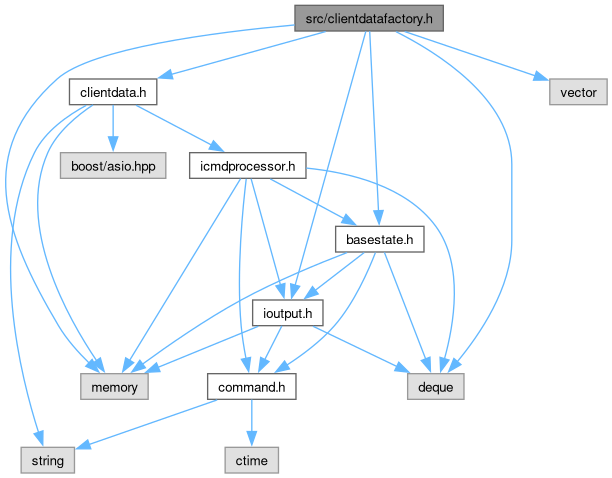 src/clientdatafactory.h
clientdata.h
vector
boost/asio.hpp
icmdprocessor.h
basestate.h
ioutput.h
memory
command.h
deque
string
ctime